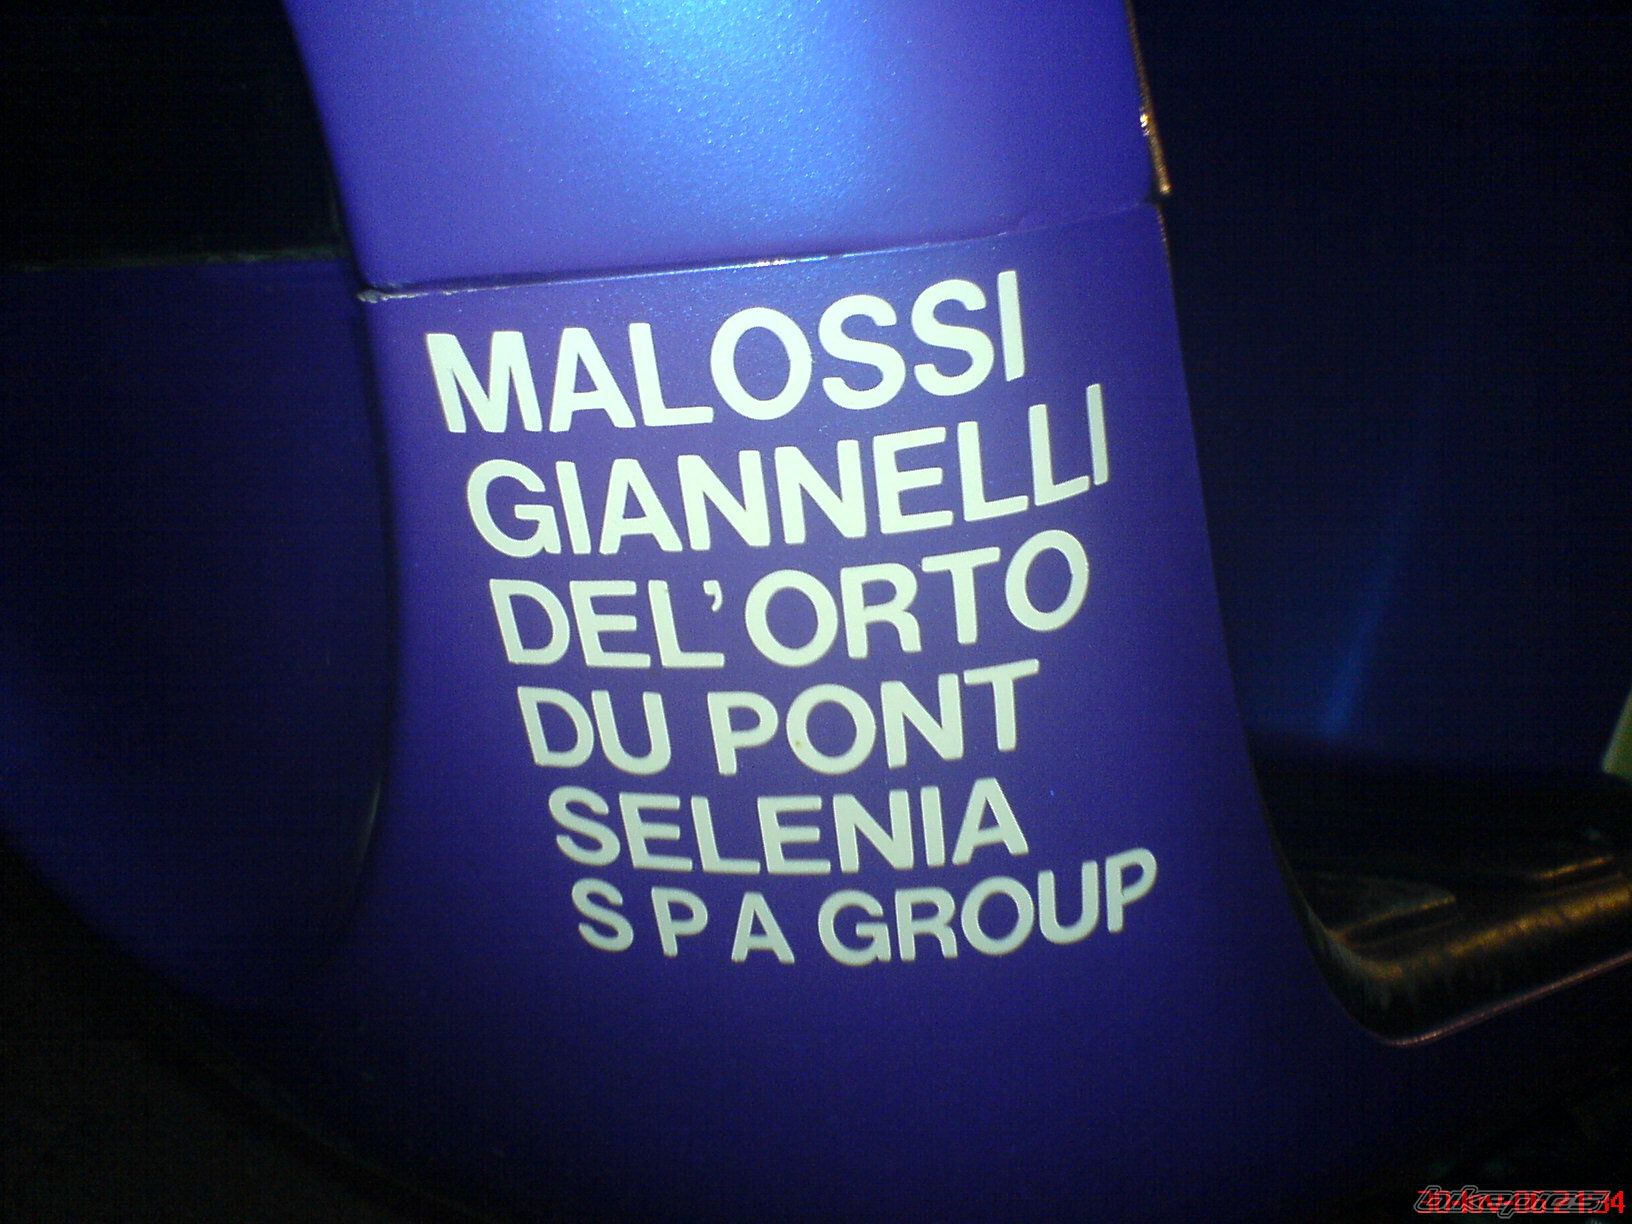 MALOSSI
GIANNELLI
DEL'ORTO
DU PONT
SELENIA
S P A GROUP